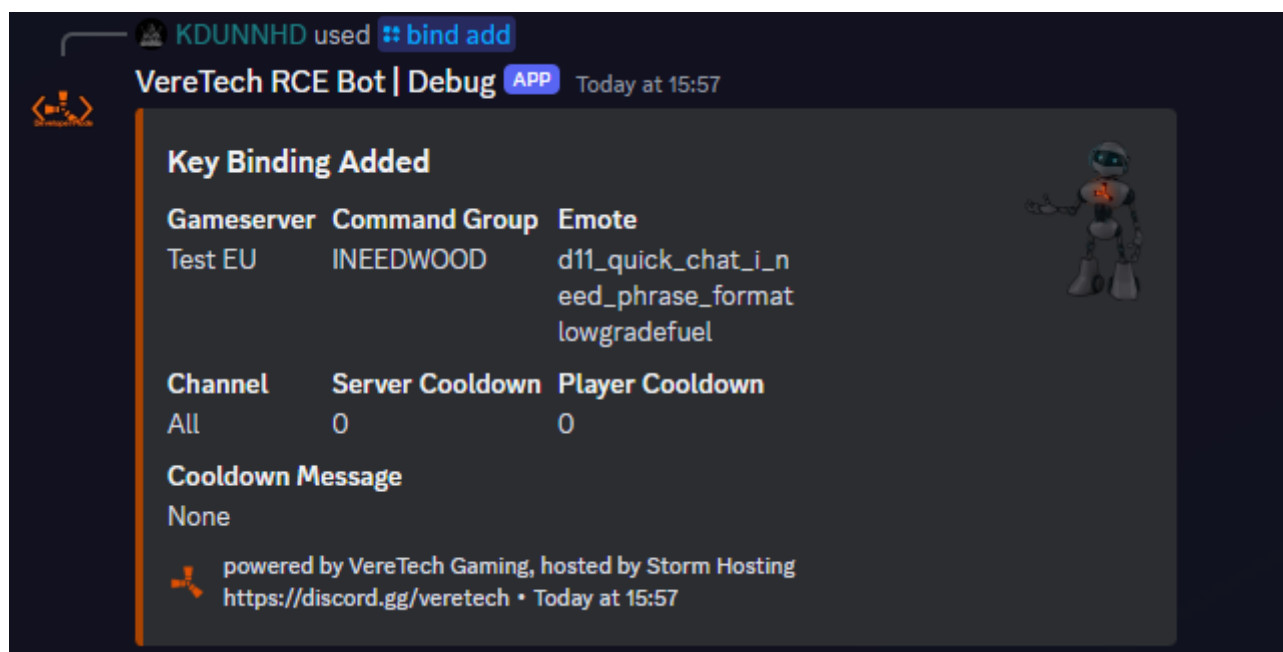 KDUNNHD used bind add
VereTech RCE Bot | Debug APP Today at 15:57
Key Binding Added
Gameserver Command Group Emote
Test EU INEEDWOOD d11_quick_chat_i_n
eed_phrase_format
lowgradefuel
Channel Server Cooldown Player Cooldown
All 0 0
Cooldown Message
None
powered by VereTech Gaming, hosted by Storm Hosting
https://discord.gg/veretech • Today at 15:57